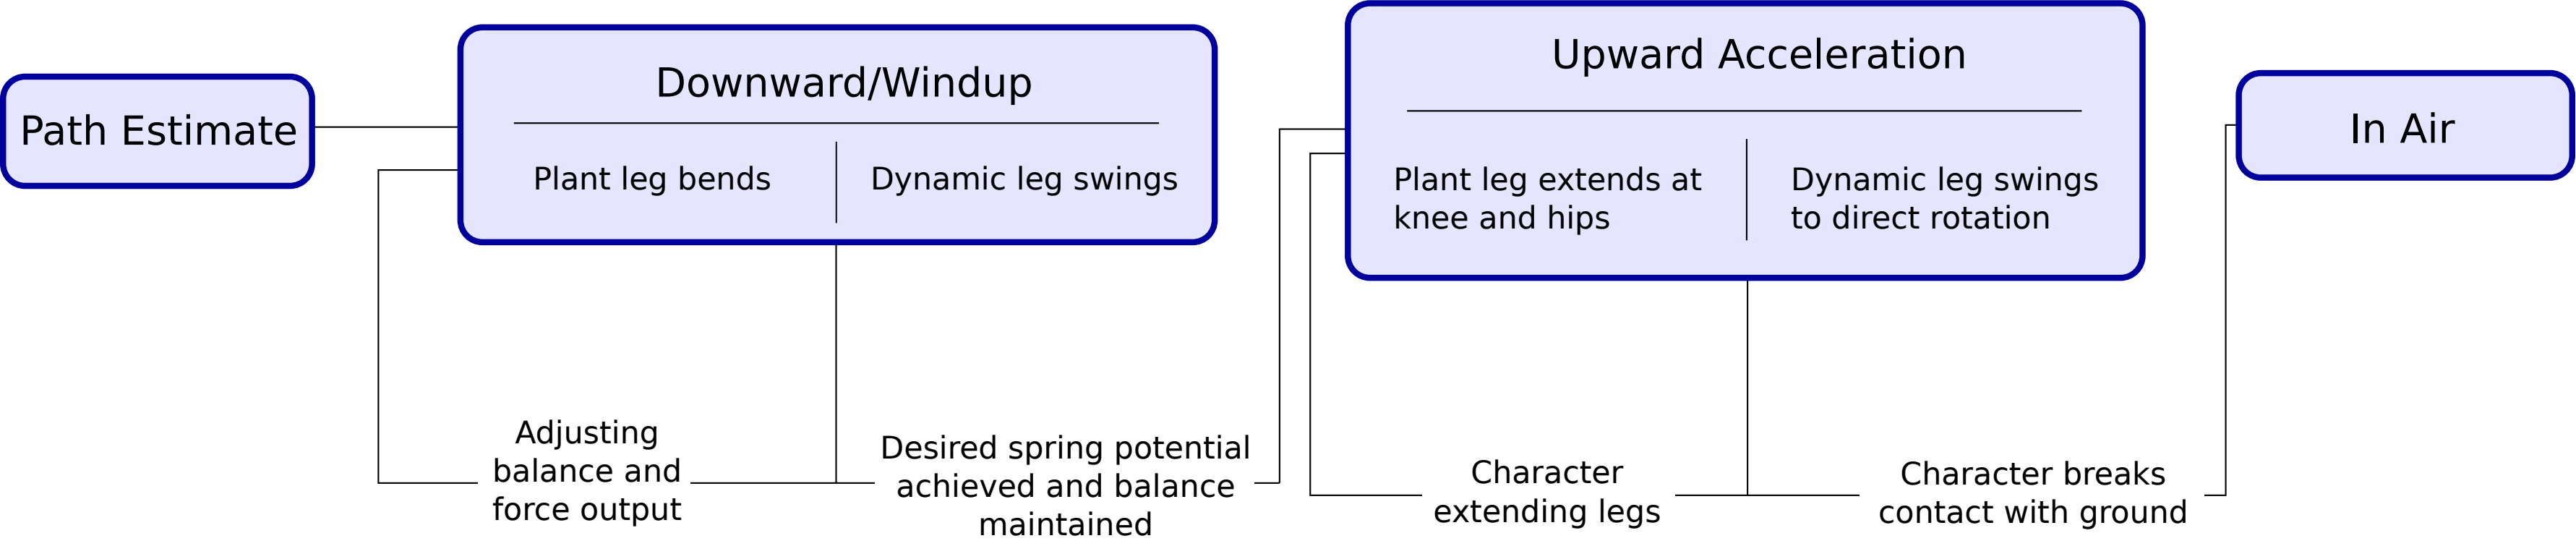 Path Estimate
Downward/Windup
Plant leg bends
Dynamic leg swings
Upward Acceleration
Plant leg extends at
knee and hips
Dynamic leg swings
to direct rotation
In Air
Adjusting
balance and
force output
Desired spring potential
achieved and balance
maintained
Character
extending legs
Character breaks
contact with ground